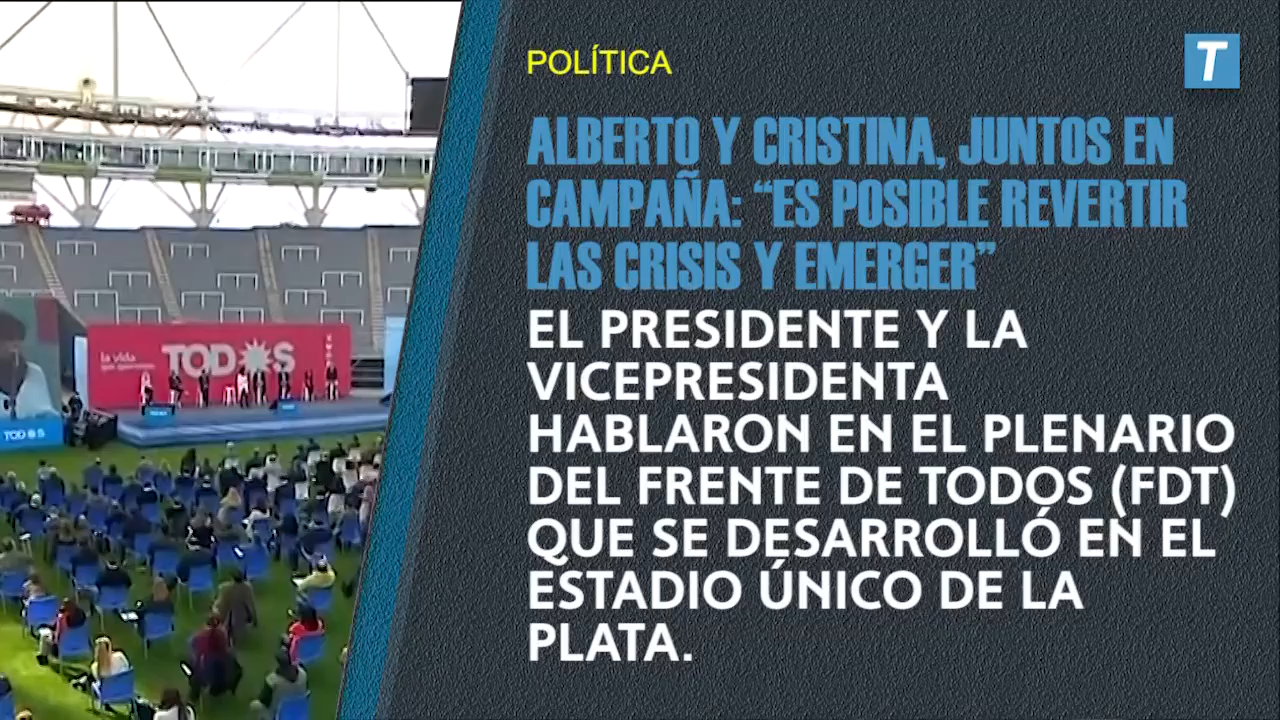 POLÍTICA
T
ALBERTO Y CRISTINA, JUNTOS EN
CAMPAÑA: “ES POSIBLE REVERTIR
LAS CRISIS Y EMERGER”
EL PRESIDENTE Y LA
VICEPRESIDENTA
HABLARON EN EL PLENARIO
DEL FRENTE DE TODOS (FDT)
QUE SE DESARROLLÓ EN EL
ESTADIO ÚNICO DE LA
PLATA.
la vida
TODOS
TODOS